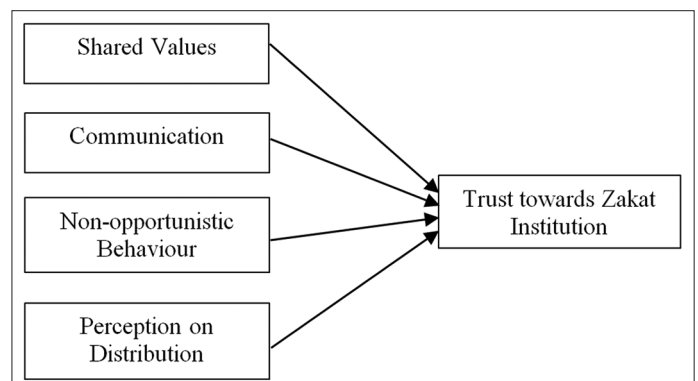 Shared Values
Communication
Non-opportunistic
Behaviour
Perception on
Distribution
Trust towards Zakat
Institution